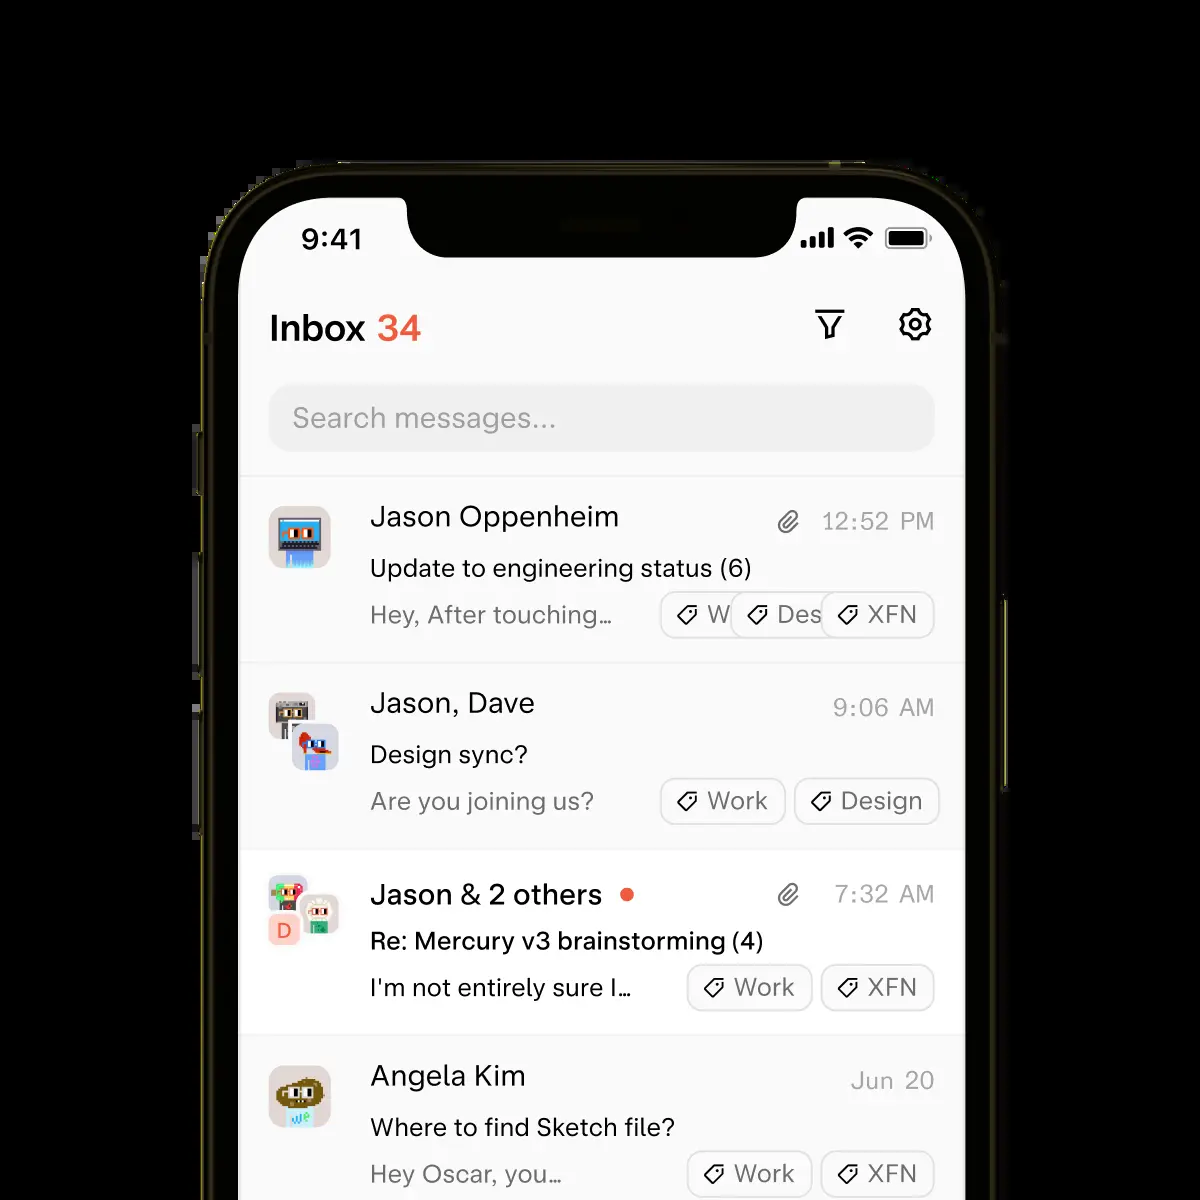 9:41
Inbox 34
Search messages...
Jason Oppenheim 12:52 PM
Update to engineering status (6)
Hey, After touching... W Des XFN
Jason, Dave 9:06 AM
Design sync?
Are you joining us? Work Design
Jason & 2 others 7:32 AM
D
Re: Mercury v3 brainstorming (4)
I'm not entirely sure I... Work XFN
Angela Kim Jun 20
we
Where to find Sketch file?
Hey Oscar, you... Work XFN